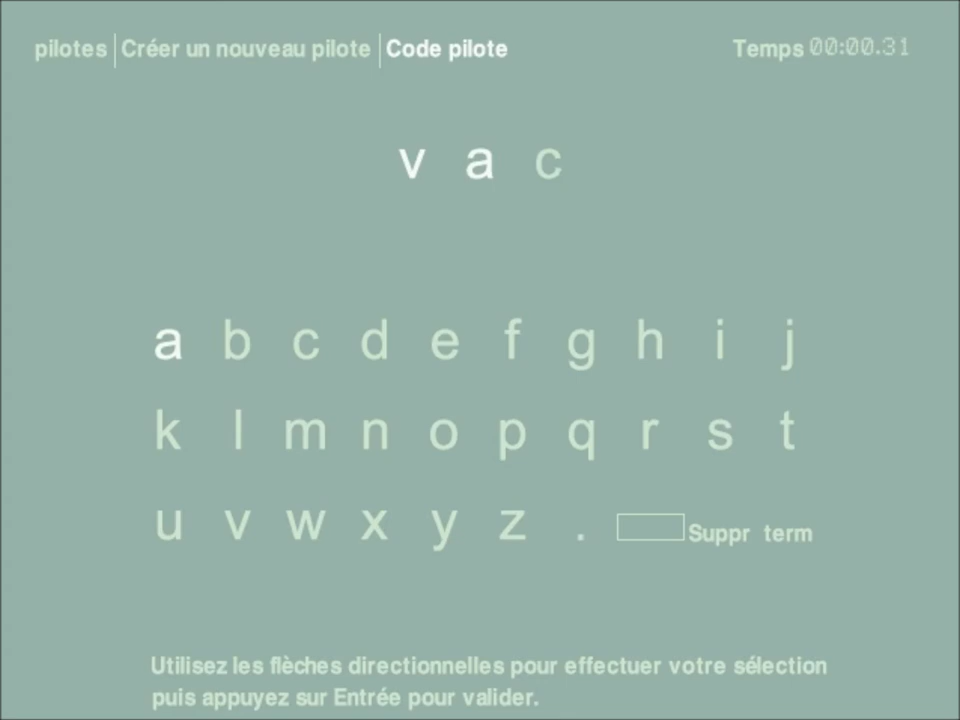 pilotes Créer un nouveau pilote Code pilote Temps 00:00.31
v a c
a b c d e f g h i j
k l m n o p q r s t
u v w x y z . Suppr term
Utilisez les flèches directionnelles pour effectuer votre sélection
puis appuyez sur Entrée pour valider.